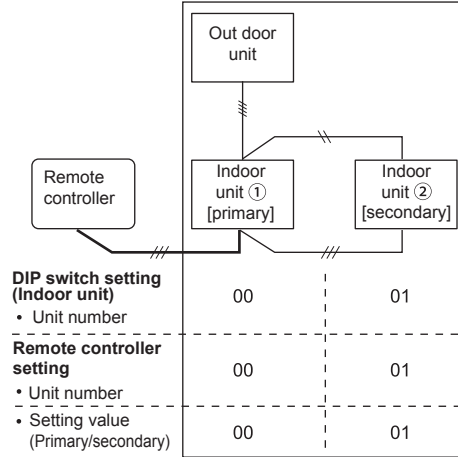 Out door
unit
Remote
controller
Indoor
unit ①
[primary]
Indoor
unit ②
[secondary]
DIP switch setting
(Indoor unit)
• Unit number
00
01
Remote controller
setting
• Unit number
00
01
• Setting value
(Primary/secondary)
00
01